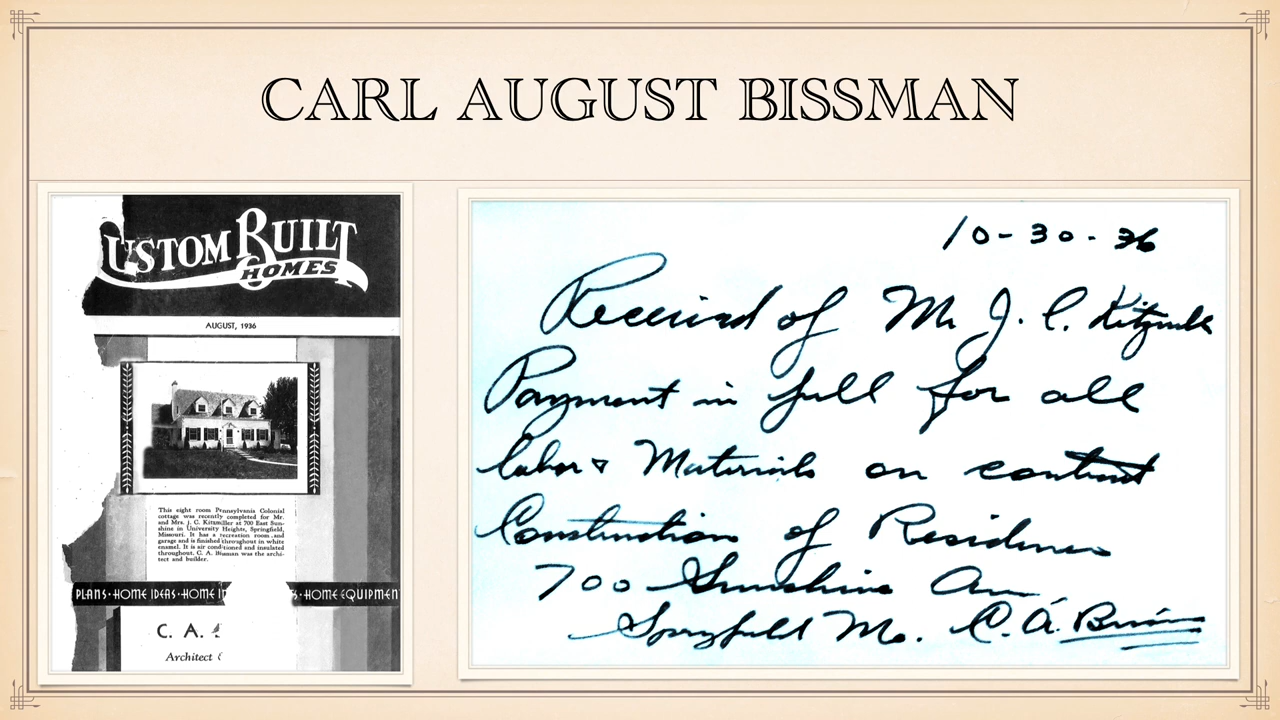 CARL AUGUST BISSMAN
CUSTOM BUILT
HOMES
AUGUST, 1936
This eight room Pennsylvania Colonial
cottage was recently completed for Mr.
and Mrs. J. C. Kitzmiller at 700 East Sun-
shine in University Heights, Springfield,
Missouri. It has a recreation room and
garage and is finished throughout in white
enamel. It is air conditioned and insulated
throughout. C. A. Bissman was the archi-
tect and builder.
PLANS · HOME IDEAS · HOME · HOME EQUIPMENT
C. A.
Architect
10-30-36
Received of Mr J. C. Kitzmiller
Payment in full for all
labor & Materials on contract
Construction of Residence
700 Sunshine Ave
Springfield Mo. C. A. Bissman